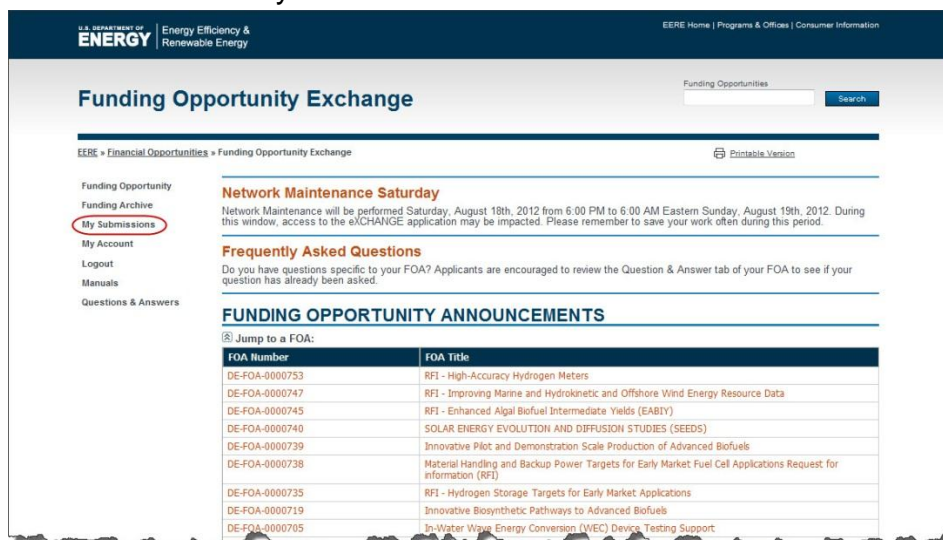 U.S. DEPARTMENT OF
ENERGY
Energy Efficiency &
Renewable Energy
EERE Home | Programs & Offices | Consumer Information
Funding Opportunity Exchange
Funding Opportunities
Search
EERE » Financial Opportunities » Funding Opportunity Exchange
Printable Version
Funding Opportunity
Funding Archive
My Submissions
My Account
Logout
Manuals
Questions & Answers
Network Maintenance Saturday
Network Maintenance will be performed Saturday, August 18th, 2012 from 6:00 PM to 6:00 AM Eastern Sunday, August 19th, 2012. During
this window, access to the eXCHANGE application may be impacted. Please remember to save your work often during this period.
Frequently Asked Questions
Do you have questions specific to your FOA? Applicants are encouraged to review the Question & Answer tab of your FOA to see if your
question has already been asked.
FUNDING OPPORTUNITY ANNOUNCEMENTS
Jump to a FOA:
FOA Number FOA Title
DE-FOA-0000753 RFI - High-Accuracy Hydrogen Meters
DE-FOA-0000747 RFI - Improving Marine and Hydrokinetic and Offshore Wind Energy Resource Data
DE-FOA-0000745 RFI - Enhanced Algal Biofuel Intermediate Yields (EABIY)
DE-FOA-0000740 SOLAR ENERGY EVOLUTION AND DIFFUSION STUDIES (SEEDS)
DE-FOA-0000739 Innovative Pilot and Demonstration Scale Production of Advanced Biofuels
DE-FOA-0000738 Material Handling and Backup Power Targets for Early Market Fuel Cell Applications Request for
information (RFI)
DE-FOA-0000735 RFI - Hydrogen Storage Targets for Early Market Applications
DE-FOA-0000719 Innovative Biosynthetic Pathways to Advanced Biofuels
DE-FOA-0000705 In-Water Wave Energy Conversion (WEC) Device Testing Support